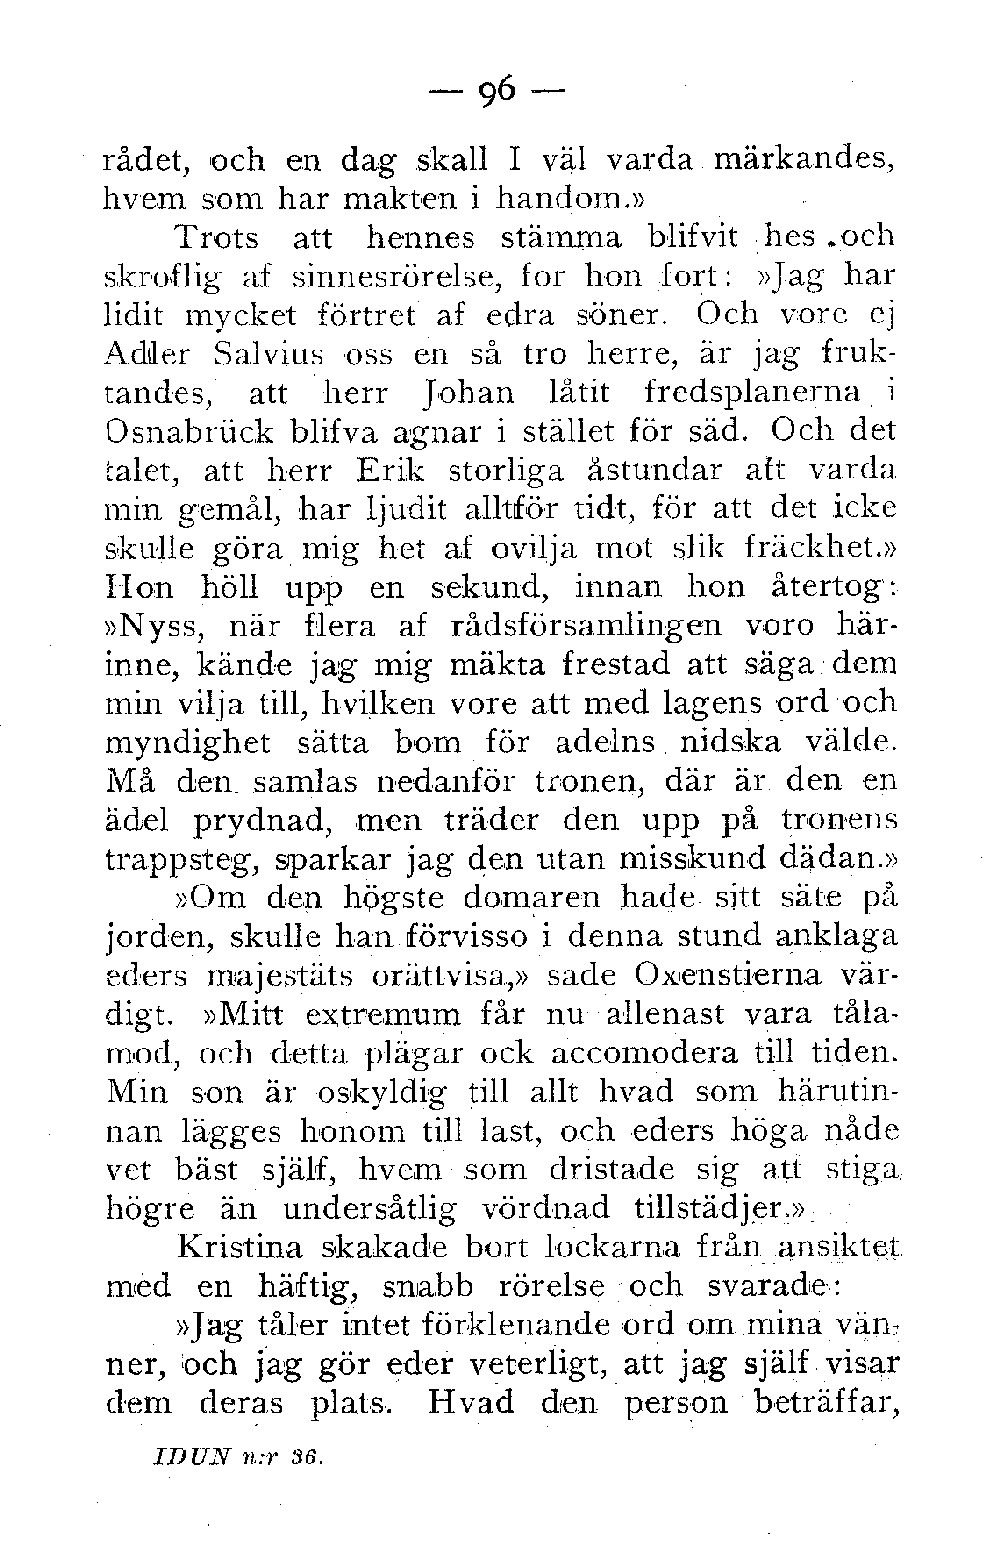 — 96 —
rådet, och en dag skall I väl varda märkandes,
hvem som har makten i handom.»
Trots att hennes stämma blifvit hes och
skroflig af sinnesrörelse, for hon fort: »Jag har
lidit mycket förtret af edra söner. Och vore ej
Adler Salvius oss en så tro herre, är jag fruk-
tandes, att herr Johan låtit fredsplanerna i
Osnabrück blifva agnar i stället för säd. Och det
talet, att herr Erik storliga åstundar att varda
min gemål, har ljudit alltför tidt, för att det icke
skulle göra mig het af ovilja mot slik fräckhet.»
Hon höll upp en sekund, innan hon återtog:
»Nyss, när flera af rådsförsamlingen voro här-
inne, kände jag mig mäkta frestad att säga dem
min vilja till, hvilken vore att med lagens ord och
myndighet sätta bom för adelns nidska välde.
Må den samlas nedanför tronen, där är den en
ädel prydnad, men träder den upp på tronens
trappsteg, sparkar jag den utan misskund dädan.»
»Om den högste domaren hade sitt säte på
jorden, skulle han förvisso i denna stund anklaga
eders majestäts orättvisa,» sade Oxenstierna vär-
digt. »Mitt extremum får nu allenast vara tåla-
mod, och detta plägar ock accomodera till tiden.
Min son är oskyldig till allt hvad som härutin-
nan lägges honom till last, och eders höga nåde
vet bäst själf, hvem som dristade sig att stiga
högre än undersåtlig vördnad tillstädjer.»
Kristina skakade bort lockarna från ansiktet
med en häftig, snabb rörelse och svarade:
»Jag tåler intet förklenande ord om mina vän-
ner, och jag gör eder veterligt, att jag själf visar
dem deras plats. Hvad den person beträffar,
IDUN n:r 36.